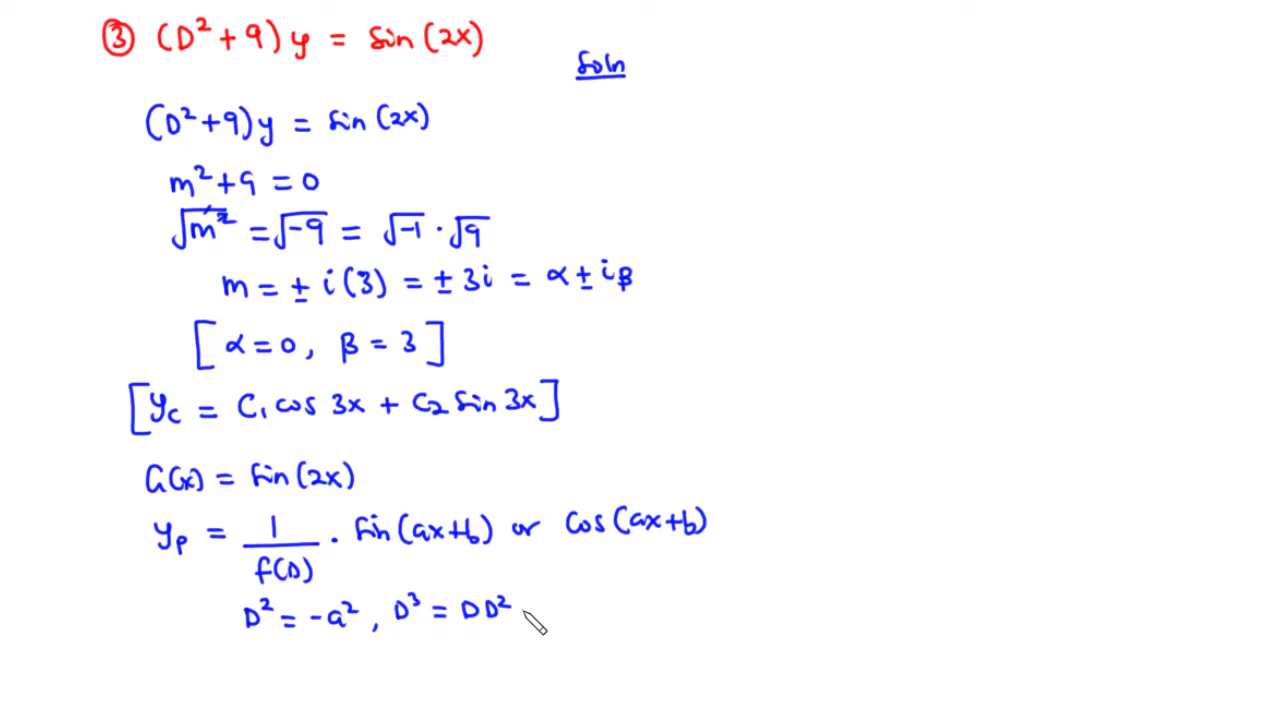 ③ (D² + 9) y = sin (2x)
Soln
(D² + 9) y = sin (2x)
m² + 9 = 0
√m² = √-9 = √-1 · √9
m = ± i (3) = ± 3i = α ± iβ
[ α = 0 , β = 3 ]
[ yc = C₁ cos 3x + C₂ sin 3x ]
G(x) = sin (2x)
yp = 1/f(D) · sin (ax+b) or cos (ax+b)
D² = -a² , D³ = D D²